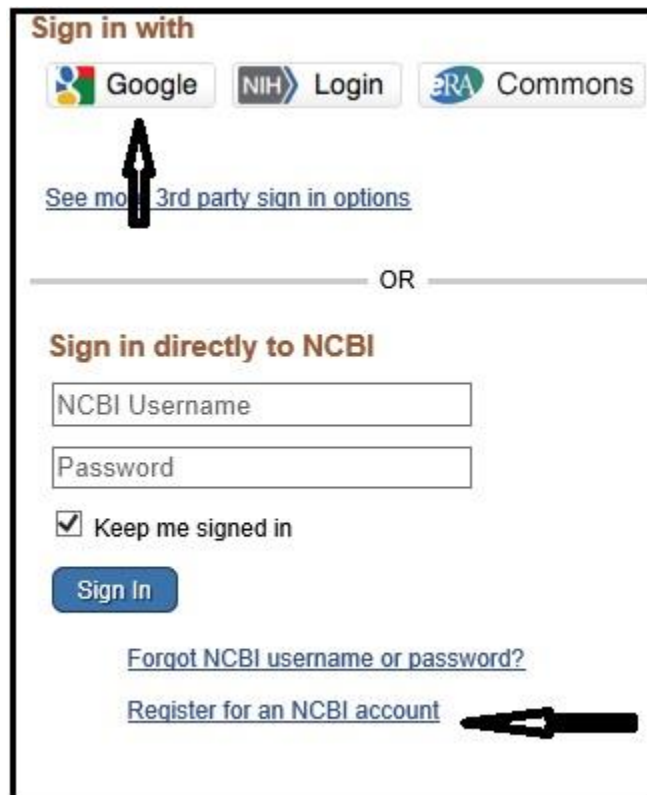 Sign in with
Google NIH Login eRA Commons
See more 3rd party sign in options
OR
Sign in directly to NCBI
NCBI Username
Password
Keep me signed in
Sign In
Forgot NCBI username or password?
Register for an NCBI account